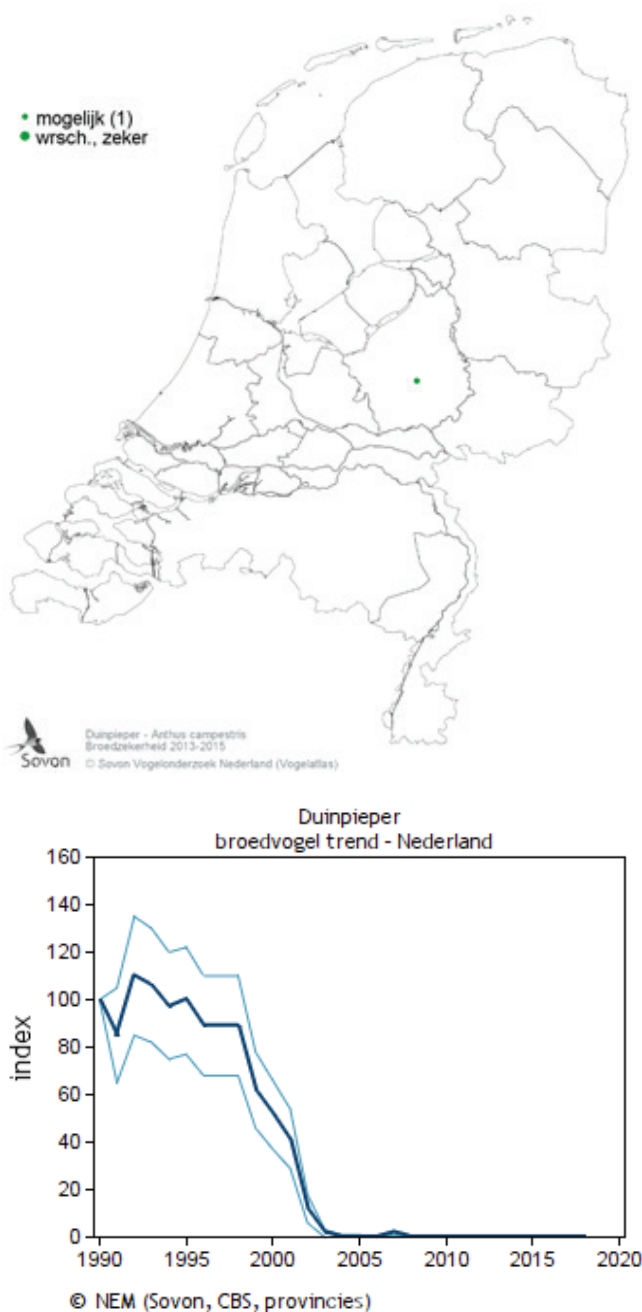 mogelijk (1)
wrsch., zeker
Sovon
Duinpieper - Anthus campestris
Broedzekerheid 2013-2015
© Sovon Vogelonderzoek Nederland (Vogelatlas)
Duinpieper
broedvogel trend - Nederland
160
140
120
100
80
60
40
20
0
index
1990 1995 2000 2005 2010 2015 2020
© NEM (Sovon, CBS, provincies)